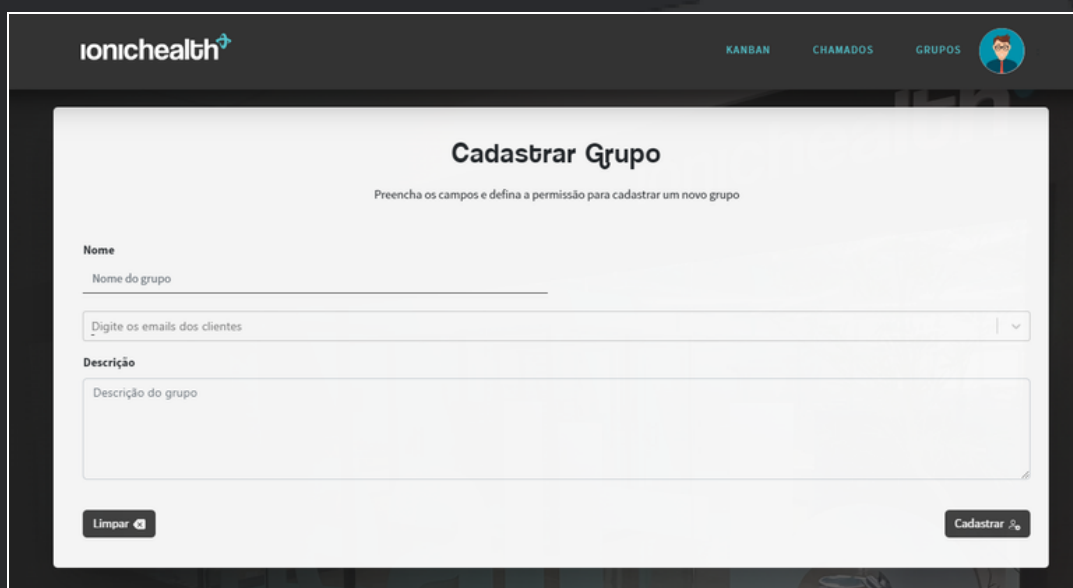 ionichealth
KANBAN CHAMADOS GRUPOS
Cadastrar Grupo
Preencha os campos e defina a permissão para cadastrar um novo grupo
Nome
Nome do grupo
Digite os emails dos clientes
Descrição
Descrição do grupo
Limpar
Cadastrar